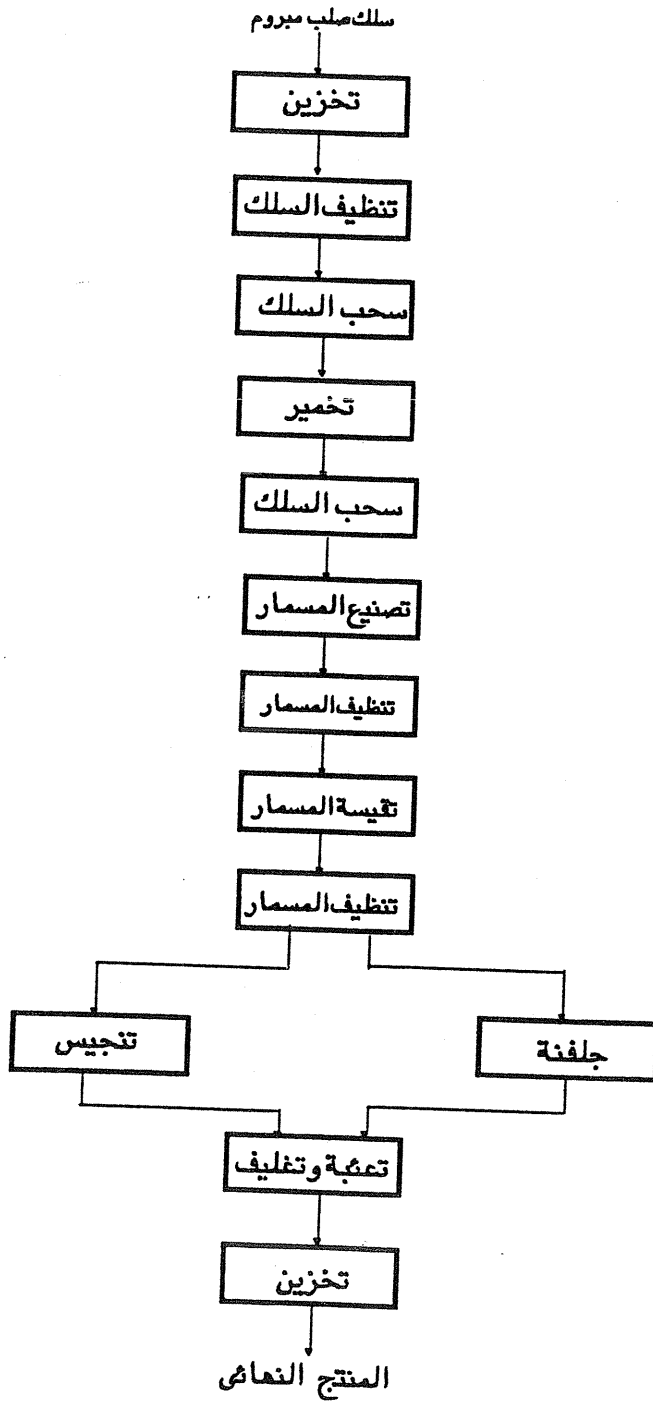 سلك صلب مبروم
تخزين
تنظيف السلك
سحب السلك
تخمير
سحب السلك
تصنيع المسمار
تنظيف المسمار
تقيسة المسمار
تنظيف المسمار
جلفنة
تنجيس
تعبئة وتغليف
تخزين
المنتج النهائى